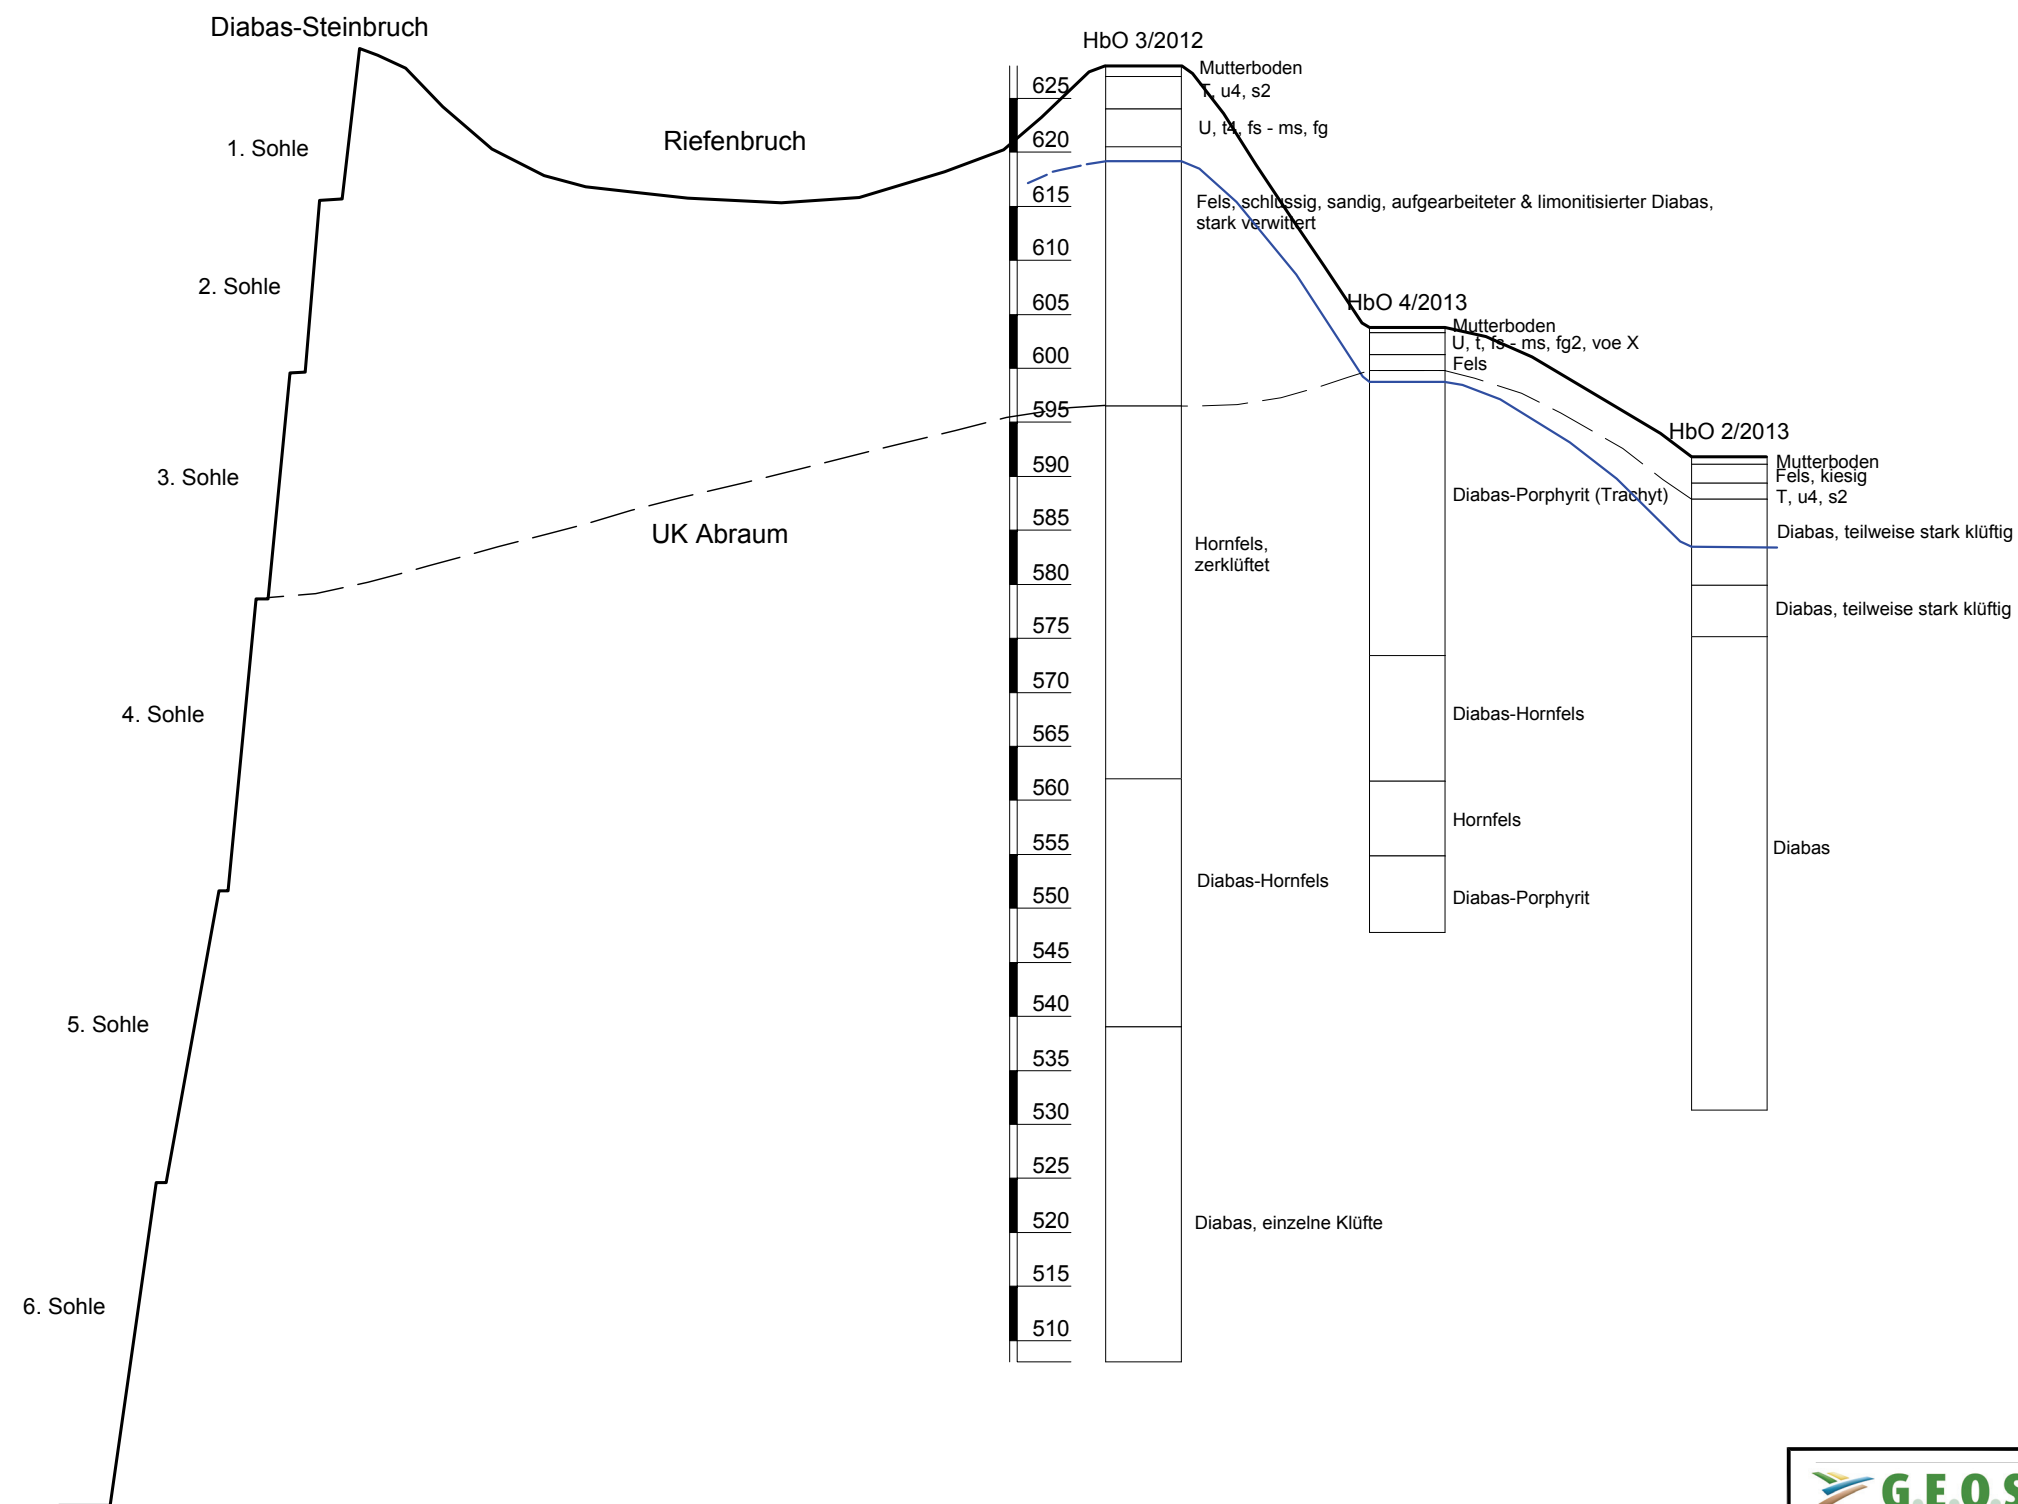 Diabas-Steinbruch
HbO 3/2012
Mutterboden
T, u4, s2
U, t4, fs - ms, fg
Riefenbruch
1. Sohle
2. Sohle
3. Sohle
4. Sohle
5. Sohle
6. Sohle
UK Abraum
625
620
615
610
605
600
595
590
585
580
575
570
565
560
555
550
545
540
535
530
525
520
515
510
Fels, schlüssig, sandig, aufgearbeiteter & limonitisierter Diabas,
stark verwittert
Hornfels,
zerklüftet
Diabas-Hornfels
Diabas, einzelne Klüfte
HbO 4/2013
Mutterboden
U, t, fs - ms, fg2, voe X
Fels
Diabas-Porphyrit (Trachyt)
Diabas-Hornfels
Hornfels
Diabas-Porphyrit
HbO 2/2013
Mutterboden
Fels, kiesig
T, u4, s2
Diabas, teilweise stark klüftig
Diabas, teilweise stark klüftig
Diabas
G.E.O.S